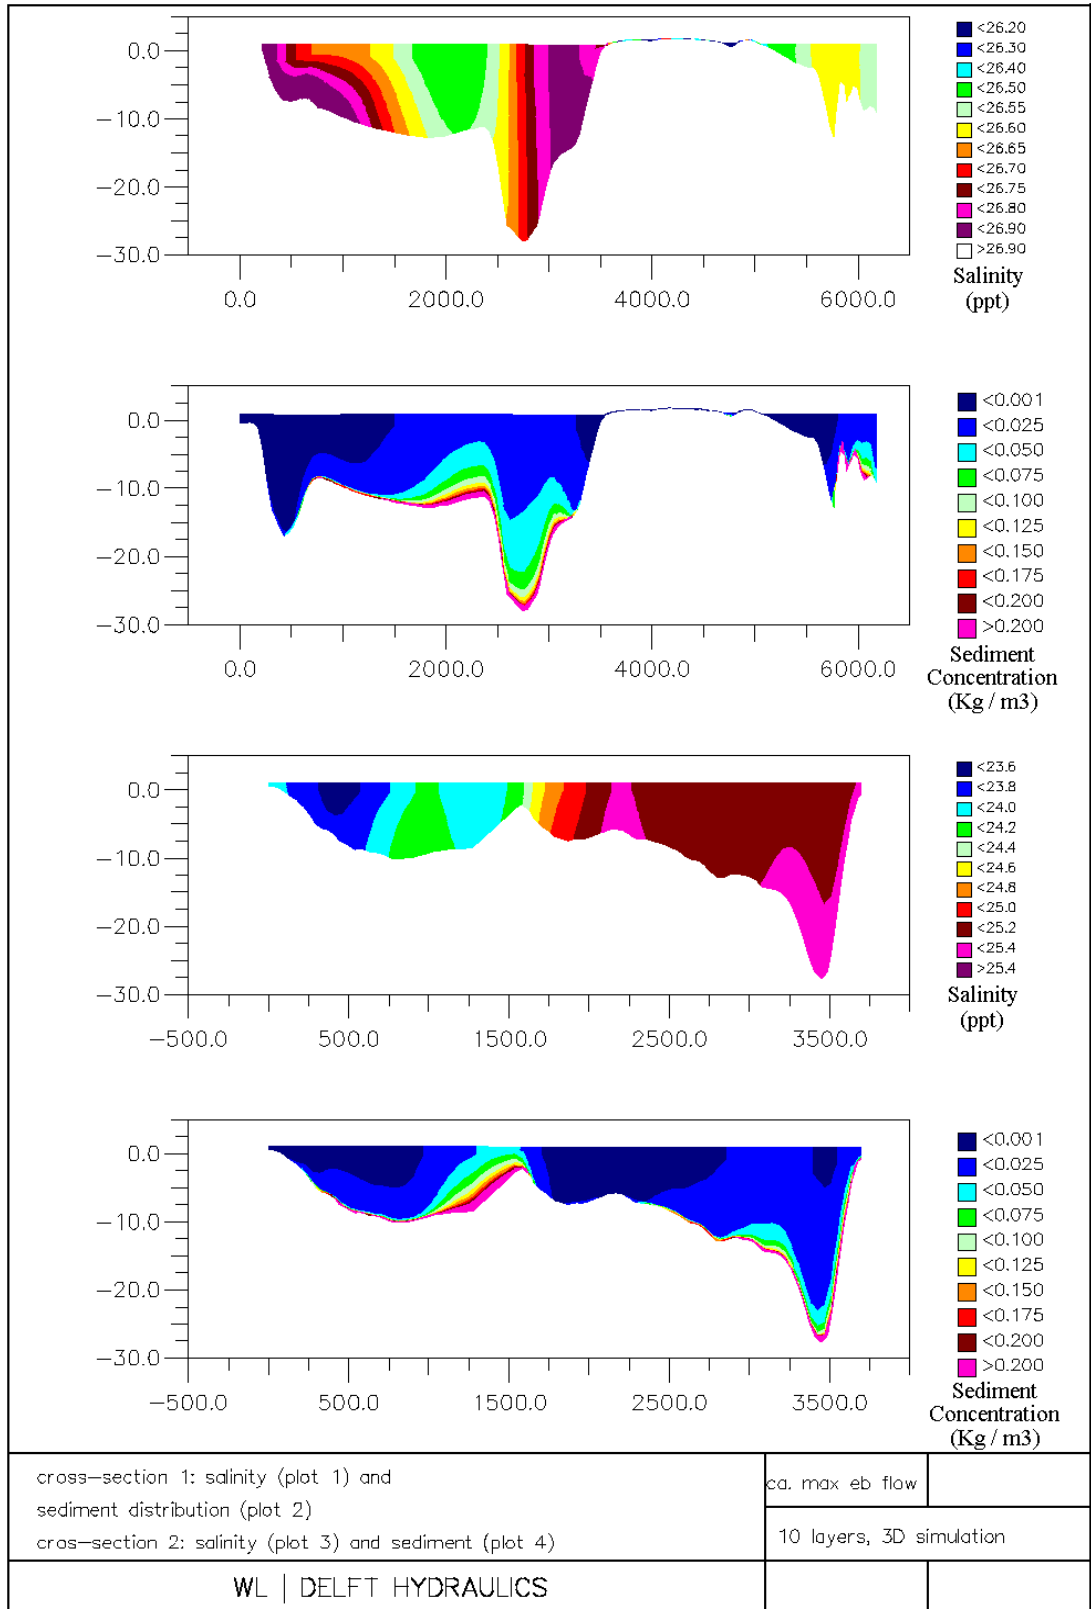 0.0
-10.0
-20.0
-30.0
0.0 2000.0 4000.0 6000.0
<26.20
<26.30
<26.40
<26.50
<26.55
<26.60
<26.65
<26.70
<26.75
<26.80
<26.90
>26.90
Salinity
(ppt)
0.0
-10.0
-20.0
-30.0
0.0 2000.0 4000.0 6000.0
<0.001
<0.025
<0.050
<0.075
<0.100
<0.125
<0.150
<0.175
<0.200
>0.200
Sediment
Concentration
(Kg / m3)
0.0
-10.0
-20.0
-30.0
-500.0 500.0 1500.0 2500.0 3500.0
<23.6
<23.8
<24.0
<24.2
<24.4
<24.6
<24.8
<25.0
<25.2
<25.4
>25.4
Salinity
(ppt)
0.0
-10.0
-20.0
-30.0
-500.0 500.0 1500.0 2500.0 3500.0
<0.001
<0.025
<0.050
<0.075
<0.100
<0.125
<0.150
<0.175
<0.200
>0.200
Sediment
Concentration
(Kg / m3)
cross-section 1: salinity (plot 1) and
sediment distribution (plot 2)
cros-section 2: salinity (plot 3) and sediment (plot 4)
ca. max eb flow
10 layers, 3D simulation
WL | DELFT HYDRAULICS